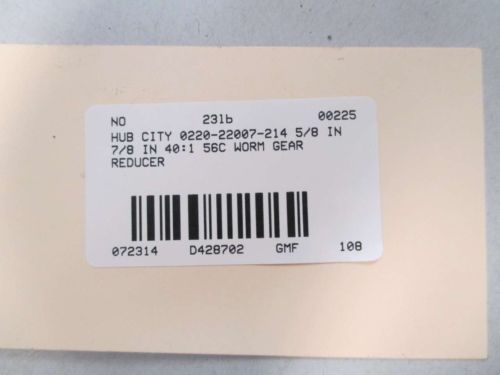 NO 23lb 00225
HUB CITY 0220-22007-214 5/8 IN
7/8 IN 40:1 56C WORM GEAR
REDUCER
072314 D428702 GMF 108